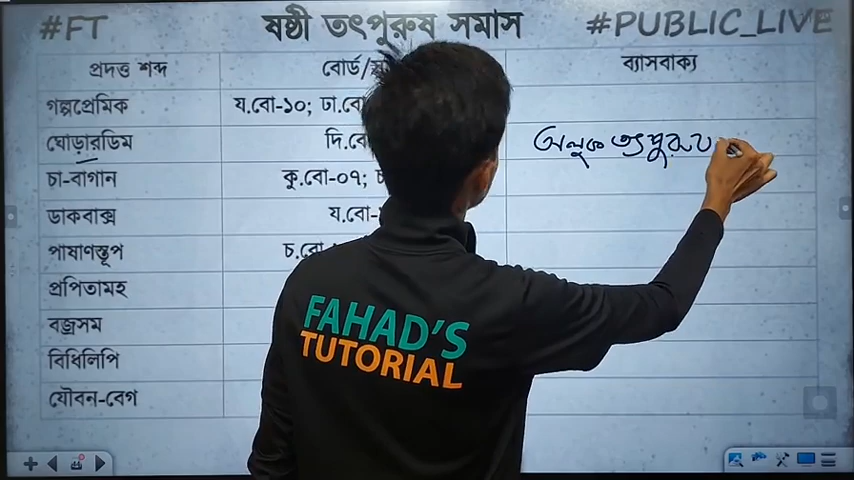 #FT ষষ্ঠী তৎপুরুষ সমাস #PUBLIC_LIVE
প্রদত্ত শব্দ বোর্ড/ ব্যাসবাক্য
গল্পপ্রেমিক য.বো-১০; ঢা.বো
ঘোড়ারডিম দি.বো অলুক তৎপুরুষ
চা-বাগান কু.বো-০৭;
ডাকবাক্স য.বো-
পাষাণস্তূপ চ.বো
প্রপিতামহ
বজ্রসম
বিধিলিপি
যৌবন-বেগ
FAHAD'S
TUTORIAL